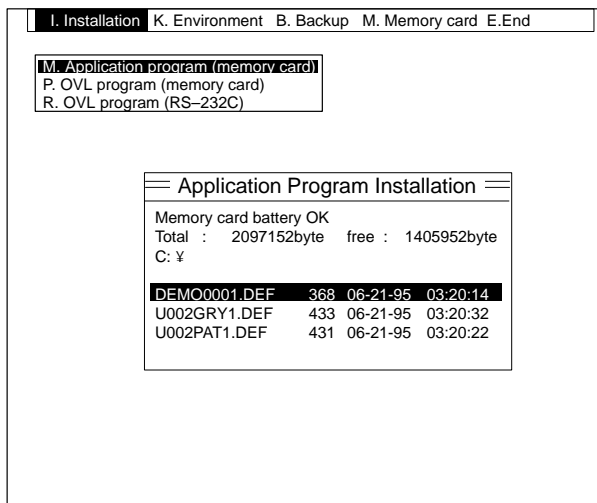 I. Installation K. Environment B. Backup M. Memory card E.End
M. Application program (memory card)
P. OVL program (memory card)
R. OVL program (RS–232C)
Application Program Installation
Memory card battery OK
Total : 2097152byte free : 1405952byte
C: ¥
DEMO0001.DEF 368 06-21-95 03:20:14
U002GRY1.DEF 433 06-21-95 03:20:32
U002PAT1.DEF 431 06-21-95 03:20:22